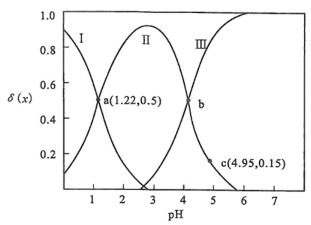 1.0
0.8
0.6
0.4
0.2
δ(x)
I
II
III
a(1.22,0.5)
b
c(4.95,0.15)
1 2 3 4 5 6 7
pH